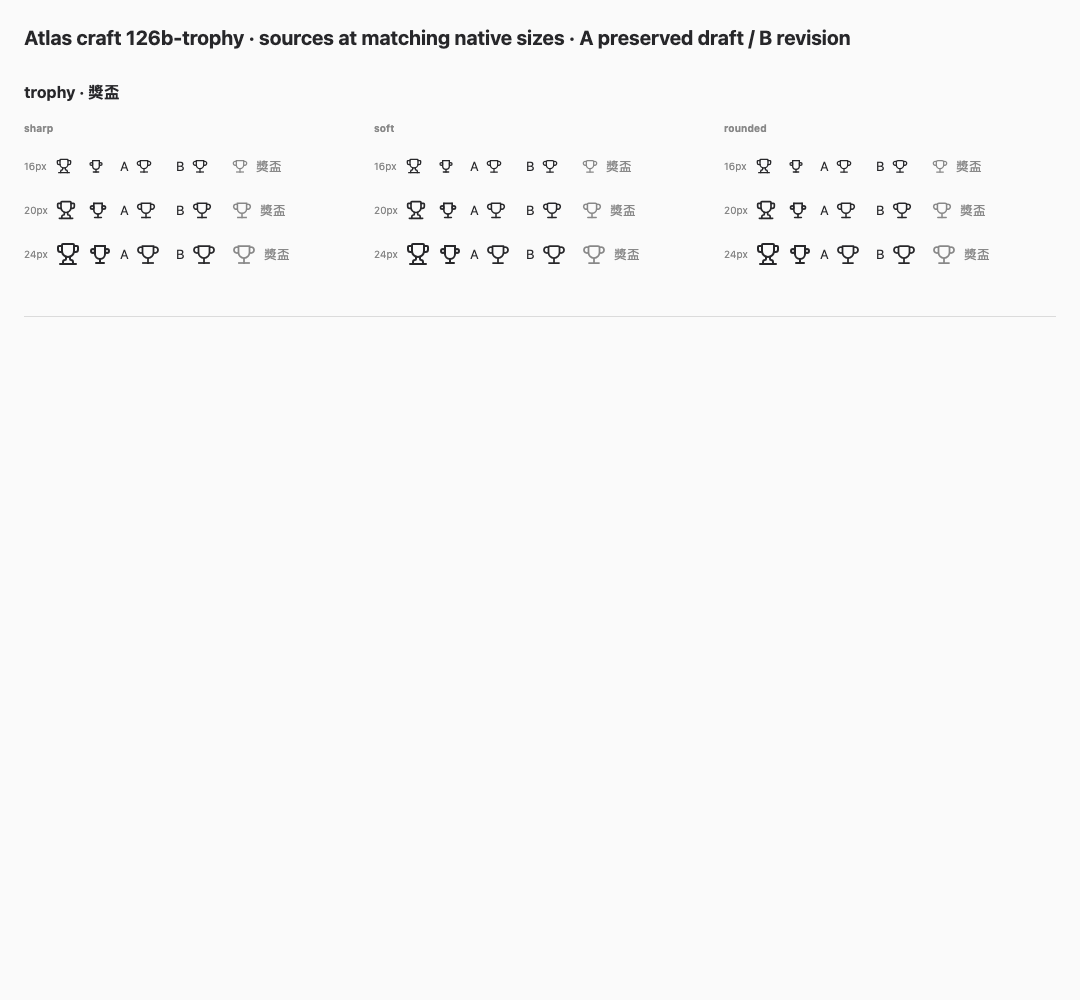 Atlas craft 126b-trophy · sources at matching native sizes · A preserved draft / B revision
trophy · 獎盃
sharp soft rounded
16px A B 獎盃 16px A B 獎盃 16px A B 獎盃
20px A B 獎盃 20px A B 獎盃 20px A B 獎盃
24px A B 獎盃 24px A B 獎盃 24px A B 獎盃